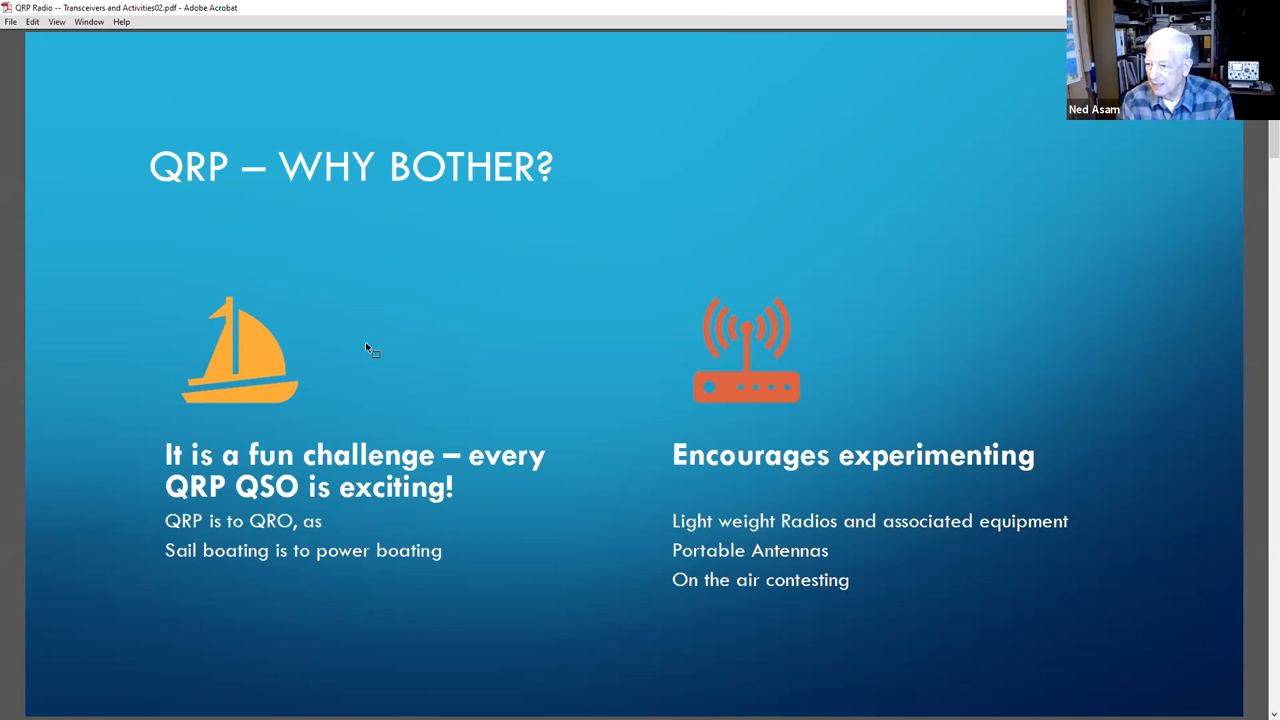 QRP Radio -- Transceivers and Activities02.pdf - Adobe Acrobat
File Edit View Window Help
Ned Asam
QRP – WHY BOTHER?
It is a fun challenge – every
QRP QSO is exciting!
QRP is to QRO, as
Sail boating is to power boating
Encourages experimenting
Light weight Radios and associated equipment
Portable Antennas
On the air contesting